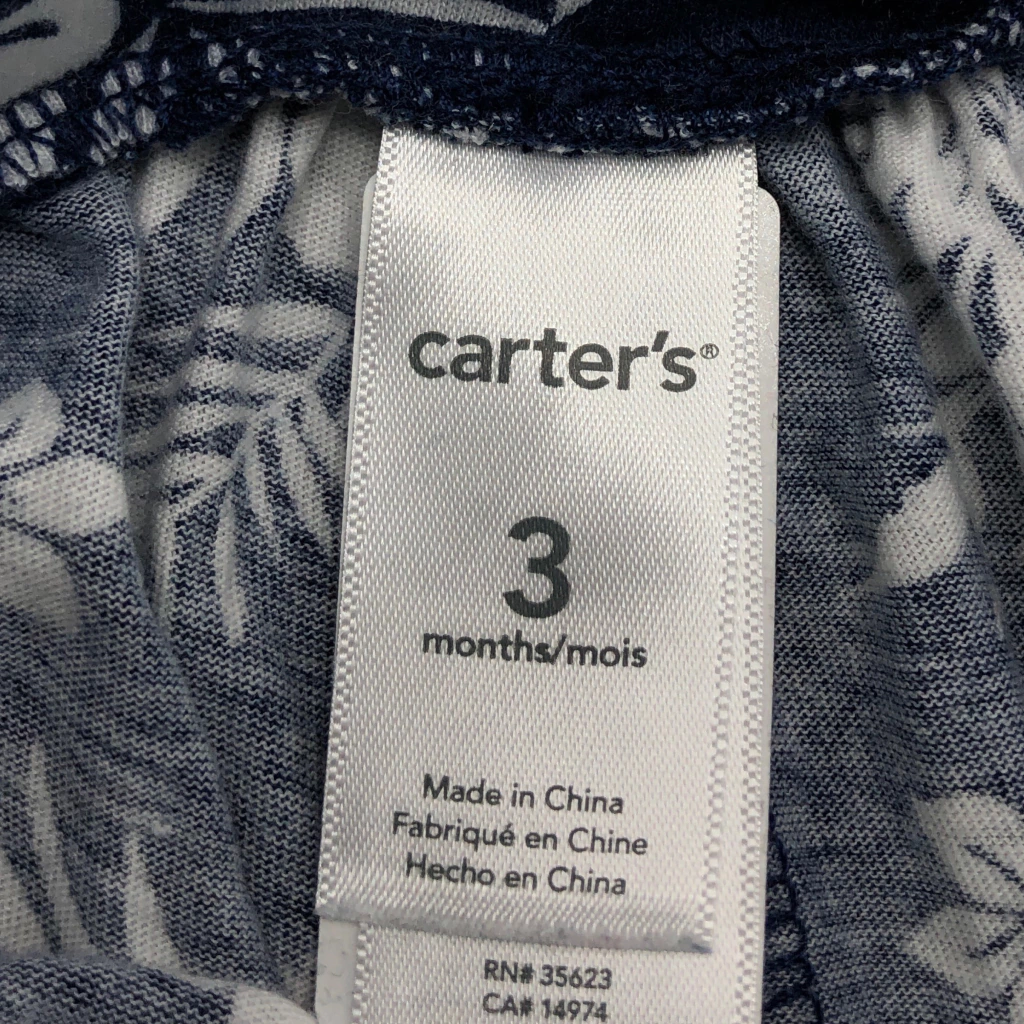 carter's®
3
months/mois
Made in China
Fabriqué en Chine
Hecho en China
RN# 35623
CA# 14974